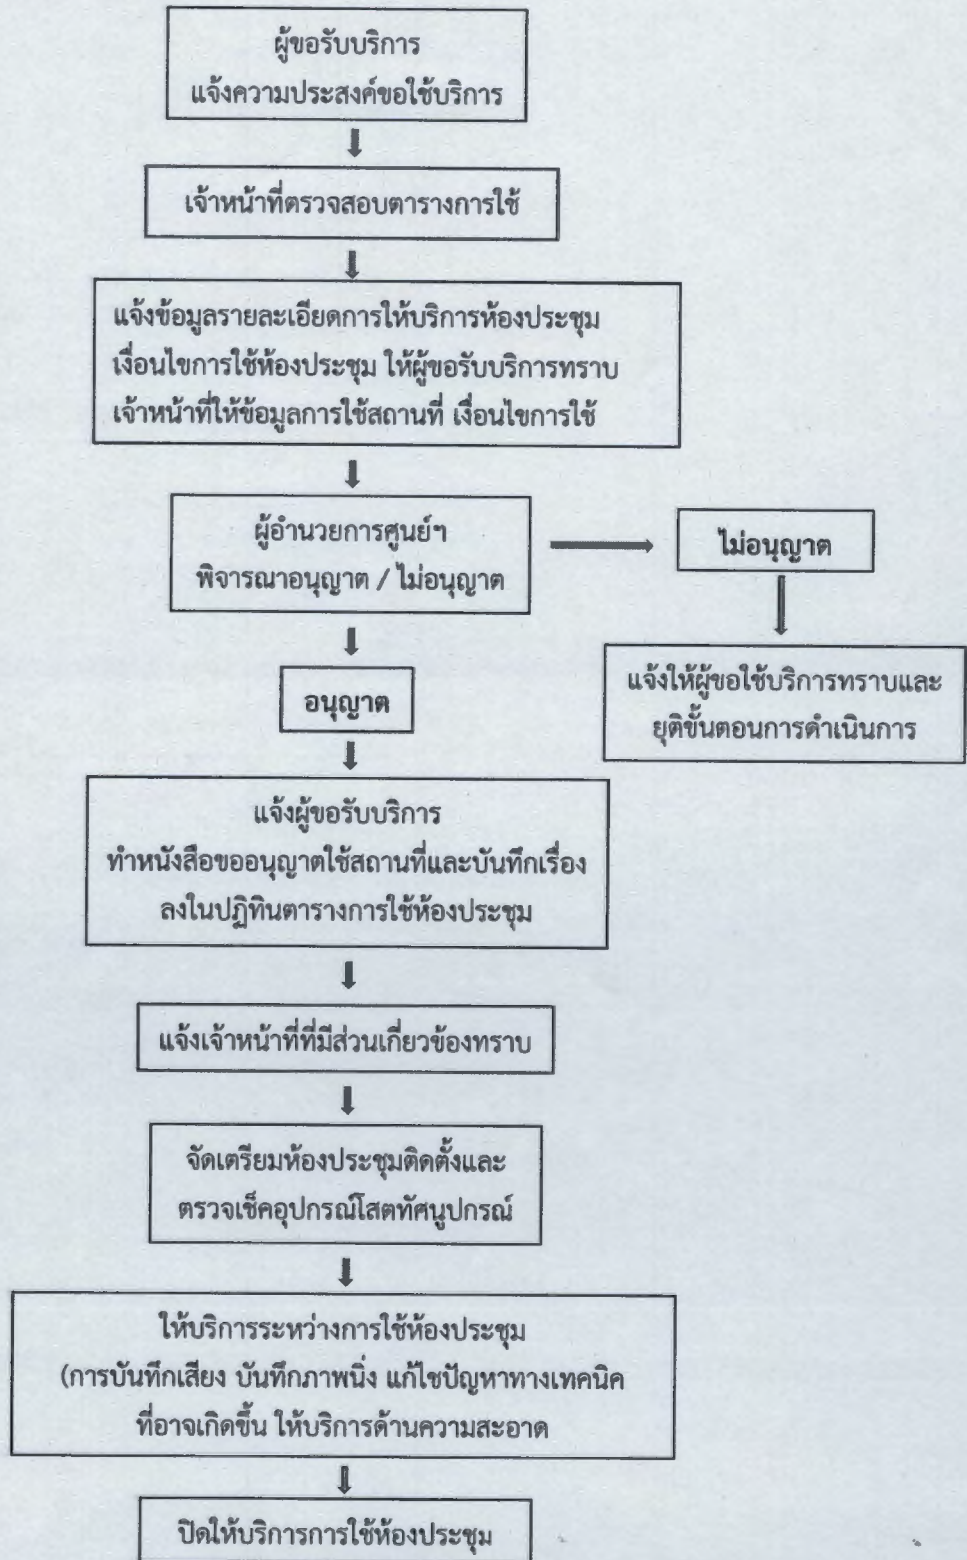 ผู้ขอรับบริการ
แจ้งความประสงค์ขอใช้บริการ
เจ้าหน้าที่ตรวจสอบตารางการใช้
แจ้งข้อมูลรายละเอียดการให้บริการห้องประชุม
เงื่อนไขการใช้ห้องประชุม ให้ผู้ขอรับบริการทราบ
เจ้าหน้าที่ให้ข้อมูลการใช้สถานที่ เงื่อนไขการใช้
ผู้อำนวยการศูนย์ฯ
พิจารณาอนุญาต / ไม่อนุญาต
ไม่อนุญาต
แจ้งให้ผู้ขอใช้บริการทราบและ
ยุติขั้นตอนการดำเนินการ
อนุญาต
แจ้งผู้ขอรับบริการ
ทำหนังสือขออนุญาตใช้สถานที่และบันทึกเรื่อง
ลงในปฏิทินตารางการใช้ห้องประชุม
แจ้งเจ้าหน้าที่ที่มีส่วนเกี่ยวข้องทราบ
จัดเตรียมห้องประชุมติดตั้งและ
ตรวจเช็คอุปกรณ์โสตทัศนูปกรณ์
ให้บริการระหว่างการใช้ห้องประชุม
(การบันทึกเสียง บันทึกภาพนิ่ง แก้ไขปัญหาทางเทคนิค
ที่อาจเกิดขึ้น ให้บริการด้านความสะอาด
ปิดให้บริการการใช้ห้องประชุม